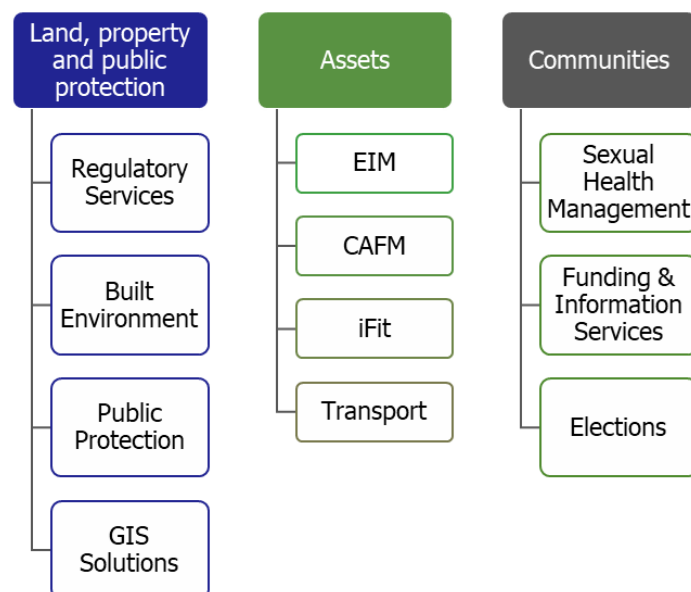 Land, property
and public
protection
Regulatory
Services
Built
Environment
Public
Protection
GIS
Solutions
Assets
EIM
CAFM
iFit
Transport
Communities
Sexual
Health
Management
Funding &
Information
Services
Elections